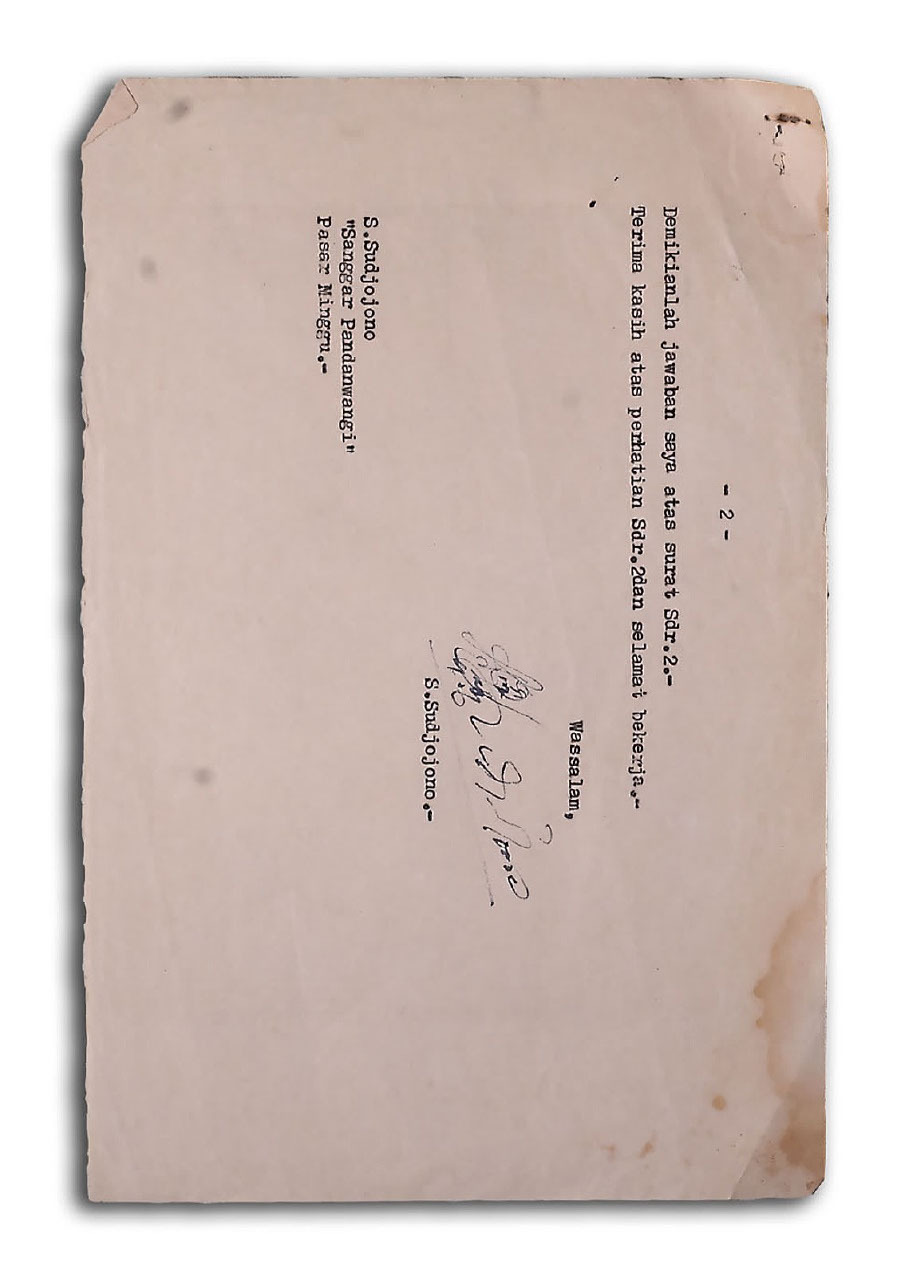 - 2 -
Demikianlah jawaban saya atas surat Sdr.2.-
Terima kasih atas perhatian Sdr.2dan selamat bekerja.-
Wassalam,
S.Sudjojono.-
S.Sudjojono
"Sanggar Pandanwangi"
Pasar Minggu.-